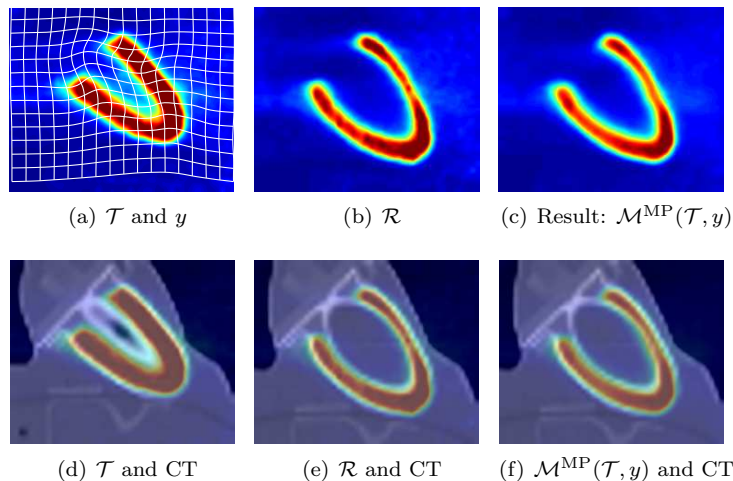 (a) 𝒯 and y
(b) ℛ
(c) Result: ℳ^MP(𝒯, y)
(d) 𝒯 and CT
(e) ℛ and CT
(f) ℳ^MP(𝒯, y) and CT